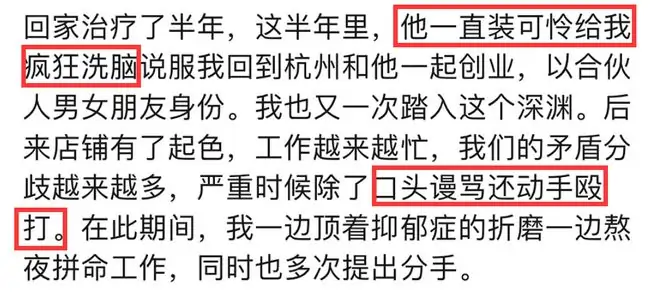 回家治疗了半年，这半年里，他一直装可怜给我
疯狂洗脑说服我回到杭州和他一起创业，以合伙
人男女朋友身份。我也又一次踏入这个深渊。后
来店铺有了起色，工作越来越忙，我们的矛盾分
歧越来越多，严重时候除了口头谩骂还动手殴
打。在此期间，我一边顶着抑郁症的折磨一边熬
夜拼命工作，同时也多次提出分手。